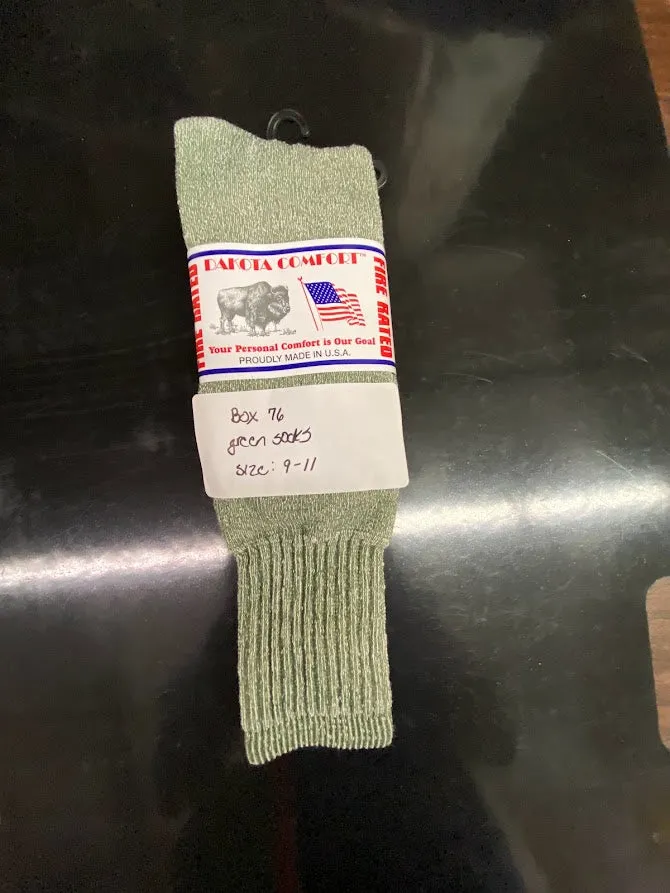 DAKOTA COMFORT™
FIRE RATED
FIRE RATED
Your Personal Comfort is Our Goal
PROUDLY MADE IN U.S.A.
Box 76
green socks
size: 9-11